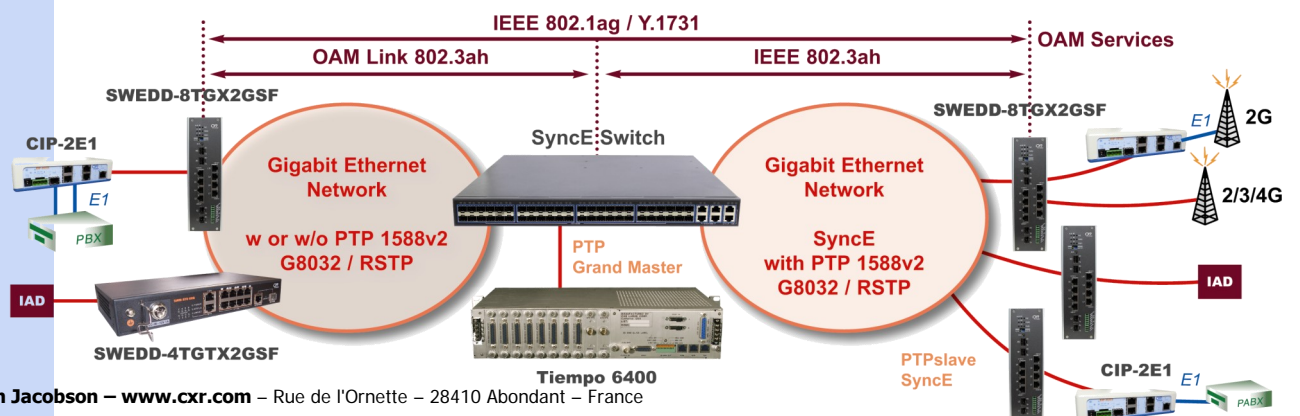 IEEE 802.1ag / Y.1731
OAM Link 802.3ah
IEEE 802.3ah
OAM Services
SWEDD-8TGX2GSF
SWEDD-8TGX2GSF
CIP-2E1
SyncE Switch
E1
2G
E1
PBX
Gigabit Ethernet
Network
w or w/o PTP 1588v2
G8032 / RSTP
Gigabit Ethernet
Network
SyncE
with PTP 1588v2
G8032 / RSTP
2/3/4G
PTP
Grand Master
IAD
IAD
SWEDD-4TGTX2GSF
Tiempo 6400
PTPslave
SyncE
CIP-2E1
E1
PABX
Jacobson – www.cxr.com – Rue de l'Ornette – 28410 Abondant – France